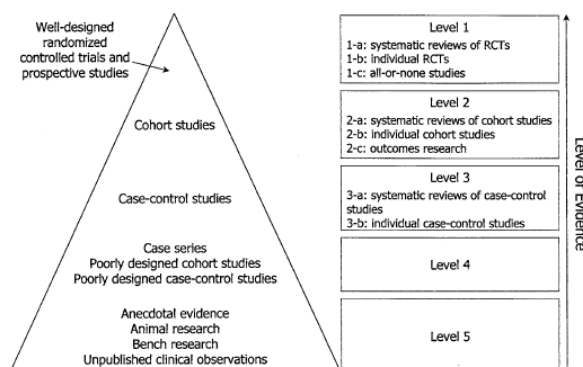 Well-designed
randomized
controlled trials and
prospective studies
Cohort studies
Case-control studies
Case series
Poorly designed cohort studies
Poorly designed case-control studies
Anecdotal evidence
Animal research
Bench research
Unpublished clinical observations
Level 1
1-a: systematic reviews of RCTs
1-b: individual RCTs
1-c: all-or-none studies
Level 2
2-a: systematic reviews of cohort studies
2-b: individual cohort studies
2-c: outcomes research
Level 3
3-a: systematic reviews of case-control
studies
3-b: individual case-control studies
Level 4
Level 5
Level of Evidence